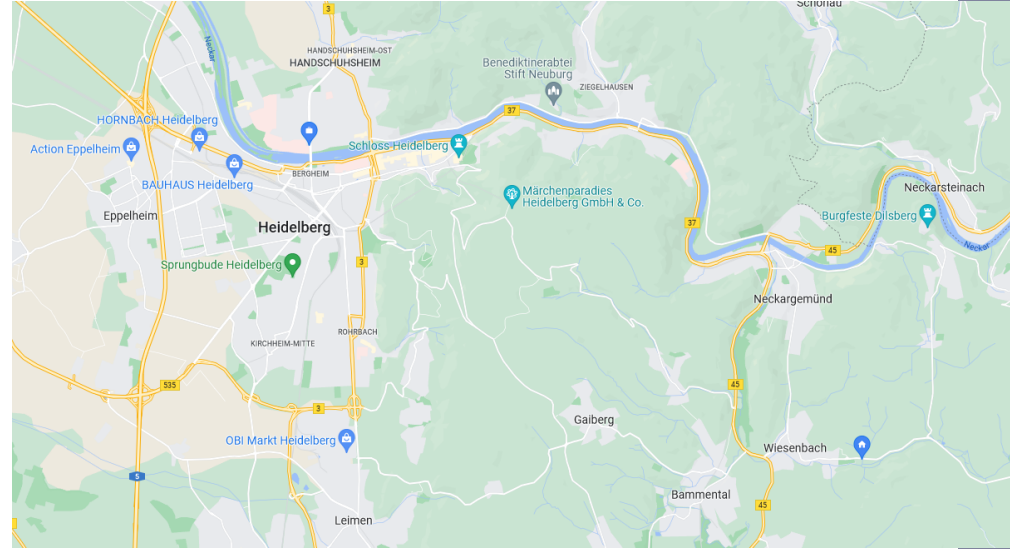 Schönau
3
Neckar
HANDSCHUHSHEIM-OST
HANDSCHUHSHEIM
Benediktinerabtei
Stift Neuburg
ZIEGELHAUSEN
37
HORNBACH Heidelberg
Action Eppelheim
Schloss Heidelberg
BERGHEIM
BAUHAUS Heidelberg
Märchenparadies
Heidelberg GmbH & Co.
Neckarsteinach
Eppelheim
Burgfeste Dilsberg
Heidelberg
37
45
Neckar
Sprungbude Heidelberg
3
Neckargemünd
ROHRBACH
KIRCHHEIM-MITTE
535
45
3
Gaiberg
OBI Markt Heidelberg
Wiesenbach
5
Bammental
45
Leimen